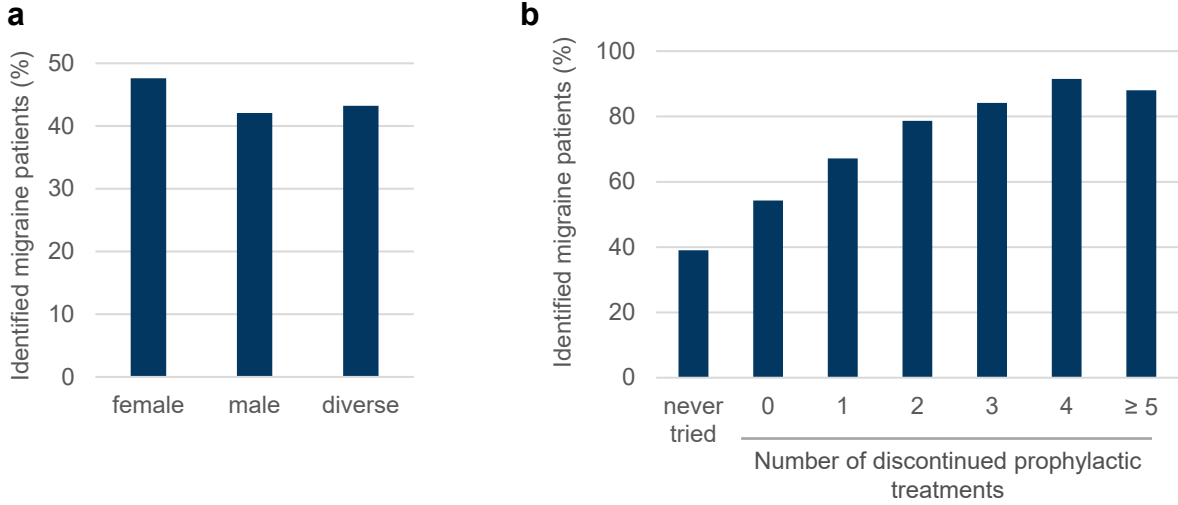 a
Identified migraine patients (%)
50
40
30
20
10
0
female male diverse
b
Identified migraine patients (%)
100
80
60
40
20
0
never
tried
0 1 2 3 4 ≥ 5
Number of discontinued prophylactic
treatments